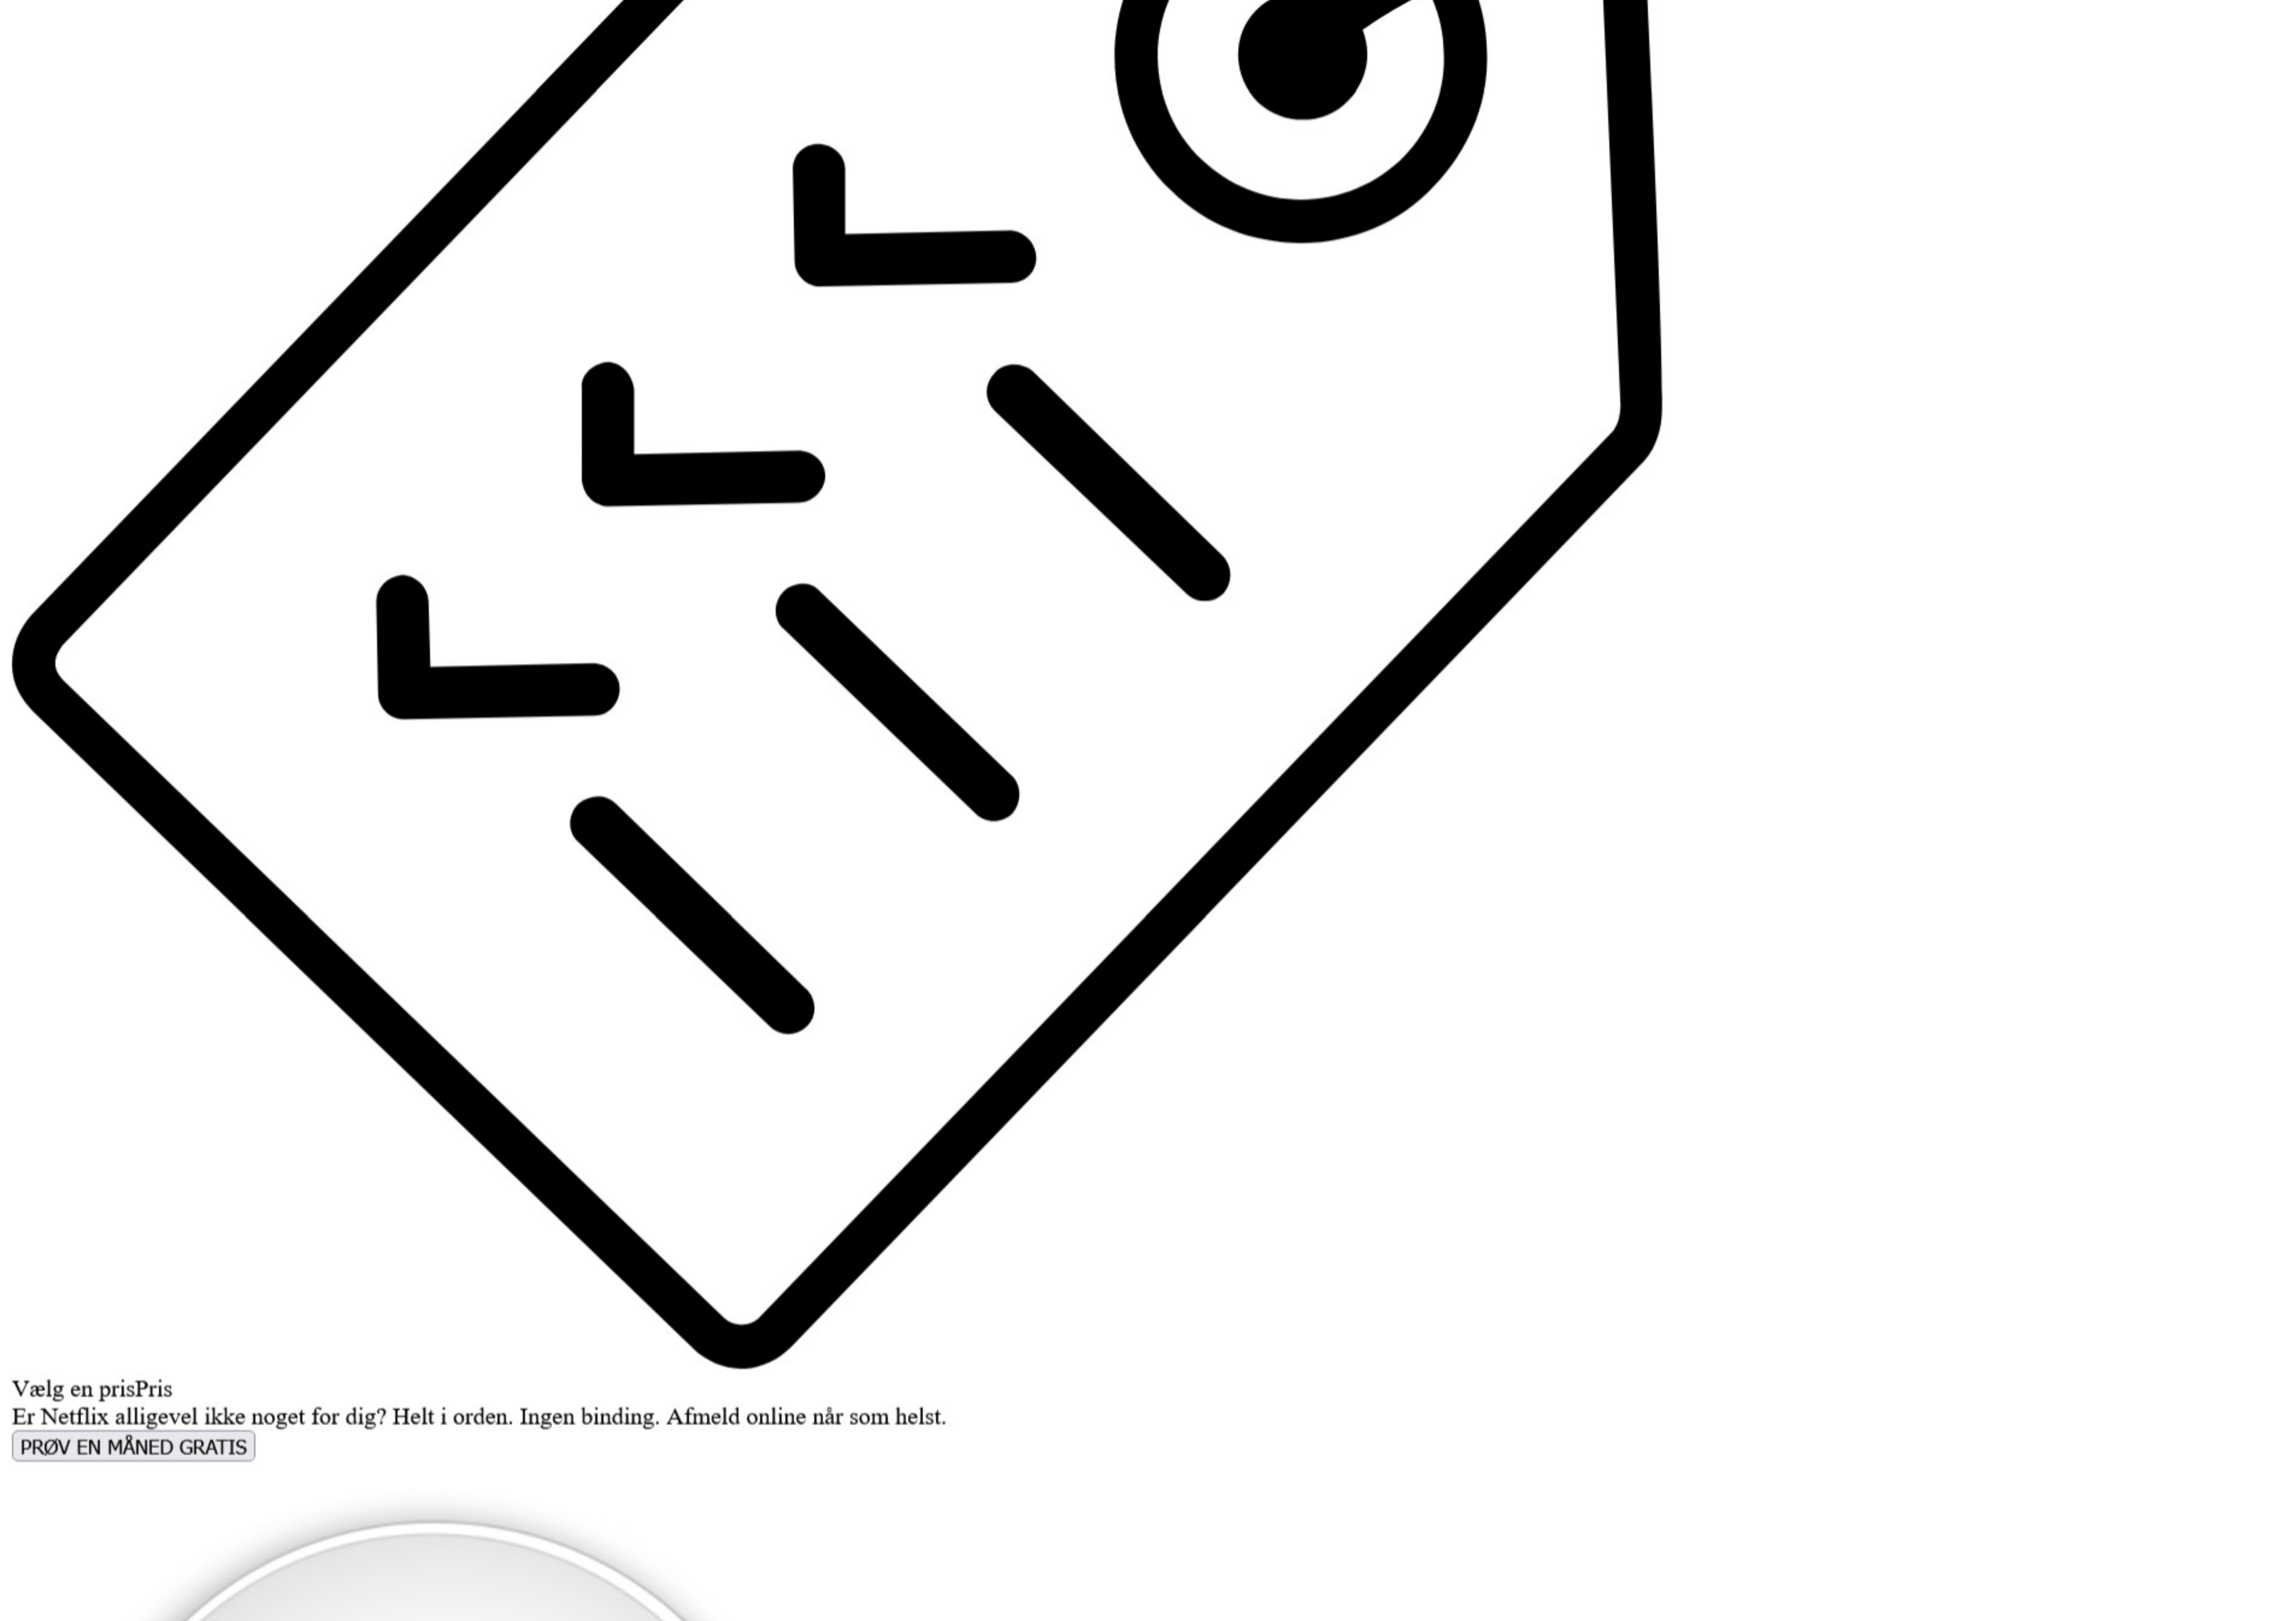 Vælg en prisPris
Er Netflix alligevel ikke noget for dig? Helt i orden. Ingen binding. Afmeld online når som helst.
PRØV EN MÅNED GRATIS